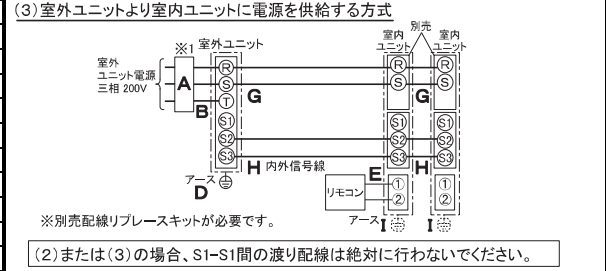 (3)室外ユニットより室内ユニットに電源を供給する方式
別売
※1 室外ユニット 室内ユニット 室内ユニット
室外ユニット電源 三相 200V
A
B
R R R
S G S G S
T
S1 S1 S1
S2 S2 S2
S3 S3 S3
H 内外信号線 H
E
アース
D
リモコン
① ①
② ②
※別売配線リプレースキットが必要です。
アース I I
(2)または(3)の場合、S1-S1間の渡り配線は絶対に行わないでください。